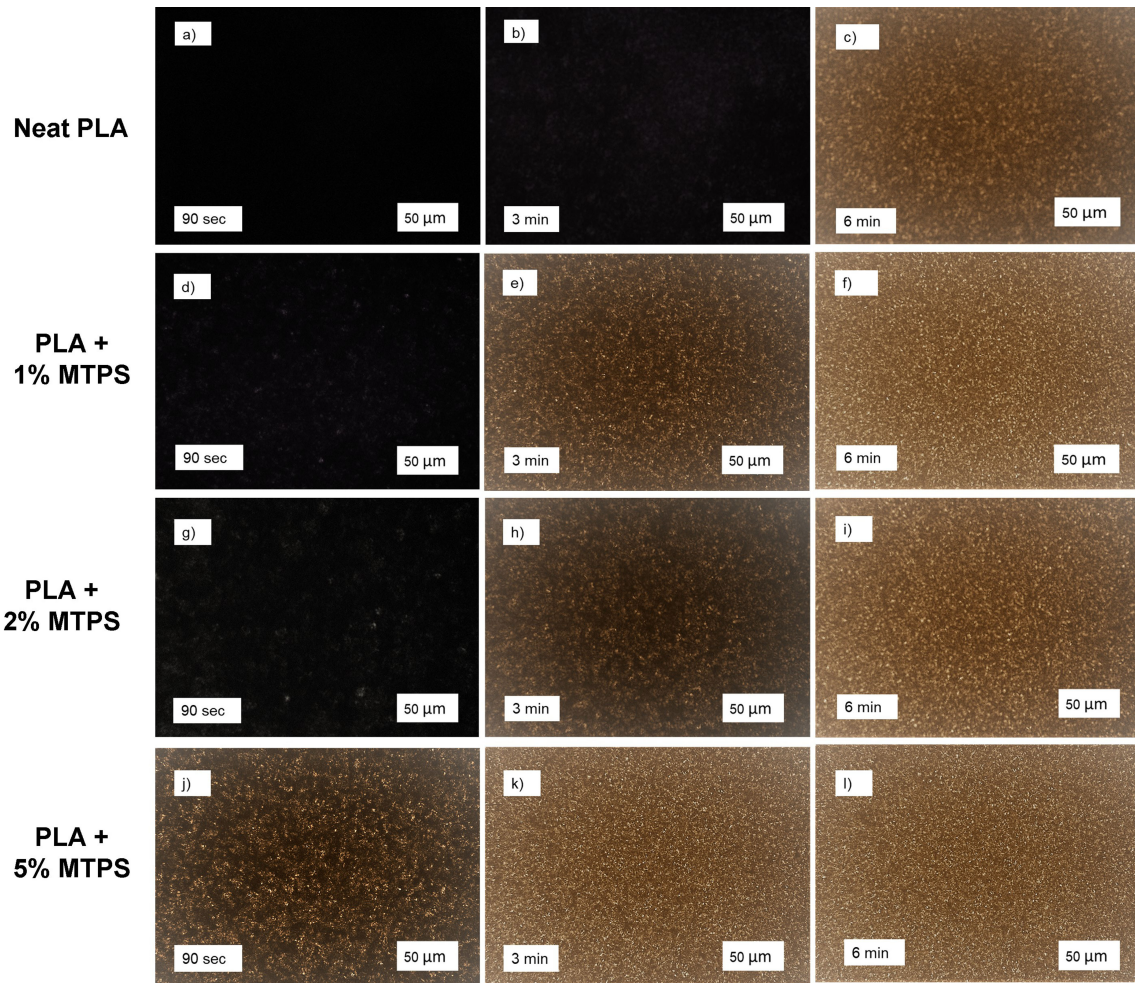 a)
b)
c)
Neat PLA
90 sec
50 μm
3 min
50 μm
6 min
50 μm
d)
e)
f)
PLA +
1% MTPS
90 sec
50 μm
3 min
50 μm
6 min
50 μm
g)
h)
i)
PLA +
2% MTPS
90 sec
50 μm
3 min
50 μm
6 min
50 μm
j)
k)
l)
PLA +
5% MTPS
90 sec
50 μm
3 min
50 μm
6 min
50 μm